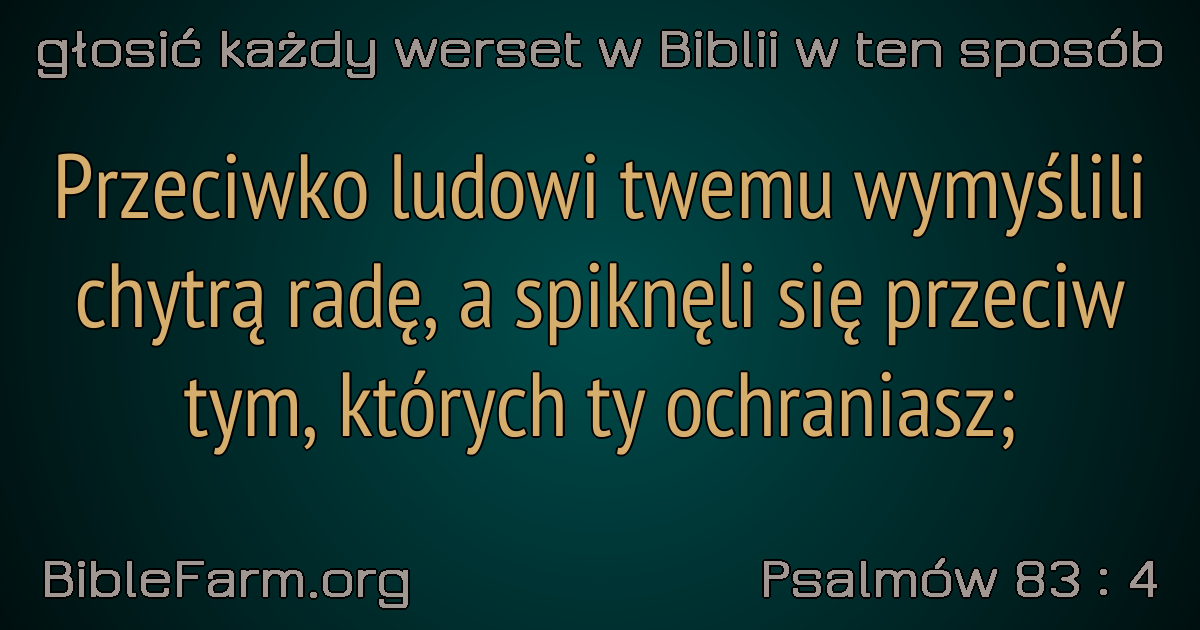 głosić każdy werset w Biblii w ten sposób
Przeciwko ludowi twemu wymyślili
chytrą radę, a spiknęli się przeciw
tym, których ty ochraniasz;
BibleFarm.org
Psalmów 83 : 4